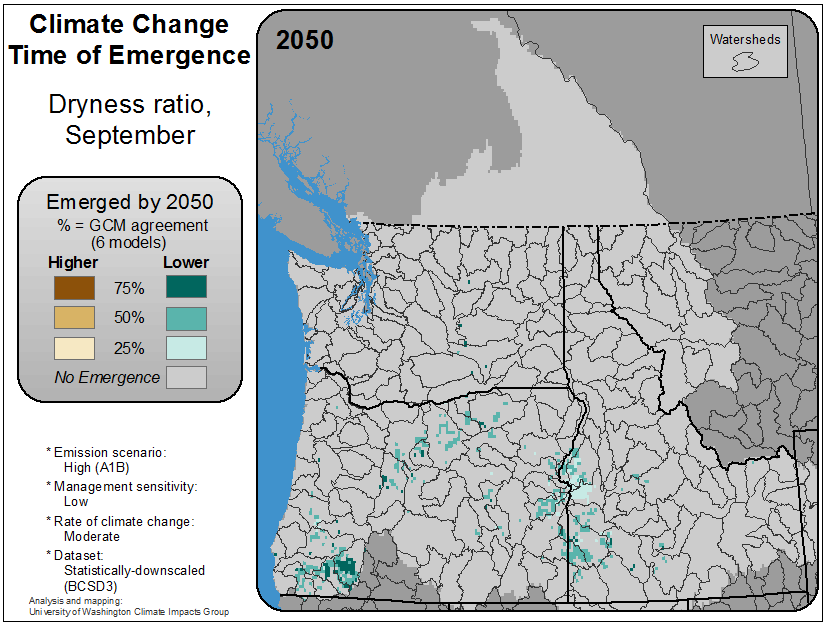 Climate Change
Time of Emergence
Dryness ratio,
September
Emerged by 2050
% = GCM agreement
(6 models)
Higher Lower
75%
50%
25%
No Emergence
* Emission scenario:
High (A1B)
* Management sensitivity:
Low
* Rate of climate change:
Moderate
* Dataset:
Statistically-downscaled
(BCSD3)
Analysis and mapping:
University of Washington Climate Impacts Group
2050
Watersheds